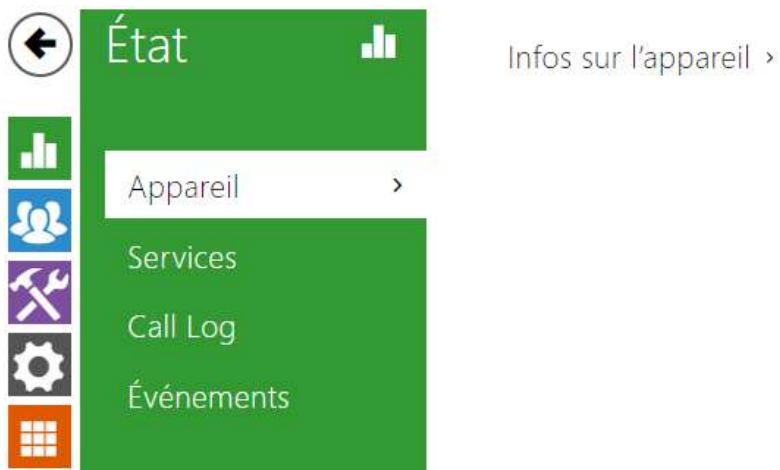 État
Infos sur l’appareil ›
Appareil ›
Services
Call Log
Événements